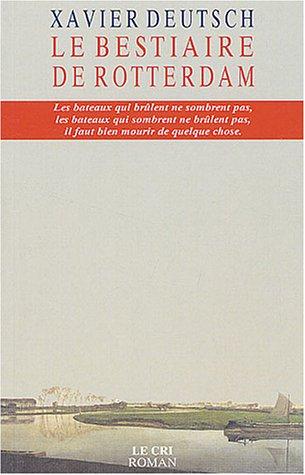 XAVIER DEUTSCH
LE BESTIAIRE
DE ROTTERDAM
Les bateaux qui brûlent ne sombrent pas,
les bateaux qui sombrent ne brûlent pas,
il faut bien mourir de quelque chose.
LE CRI
ROMAN